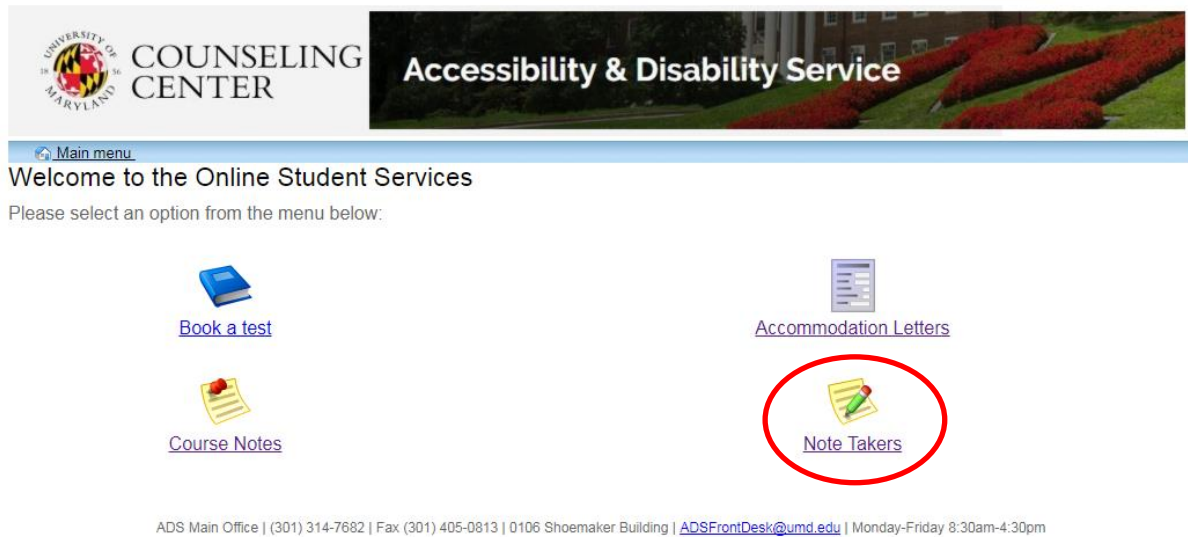 UNIVERSITY OF
18 56
MARYLAND
COUNSELING
CENTER
Accessibility & Disability Service
Main menu
Welcome to the Online Student Services
Please select an option from the menu below:
Book a test
Accommodation Letters
Course Notes
Note Takers
ADS Main Office | (301) 314-7682 | Fax (301) 405-0813 | 0106 Shoemaker Building | ADSFrontDesk@umd.edu | Monday-Friday 8:30am-4:30pm